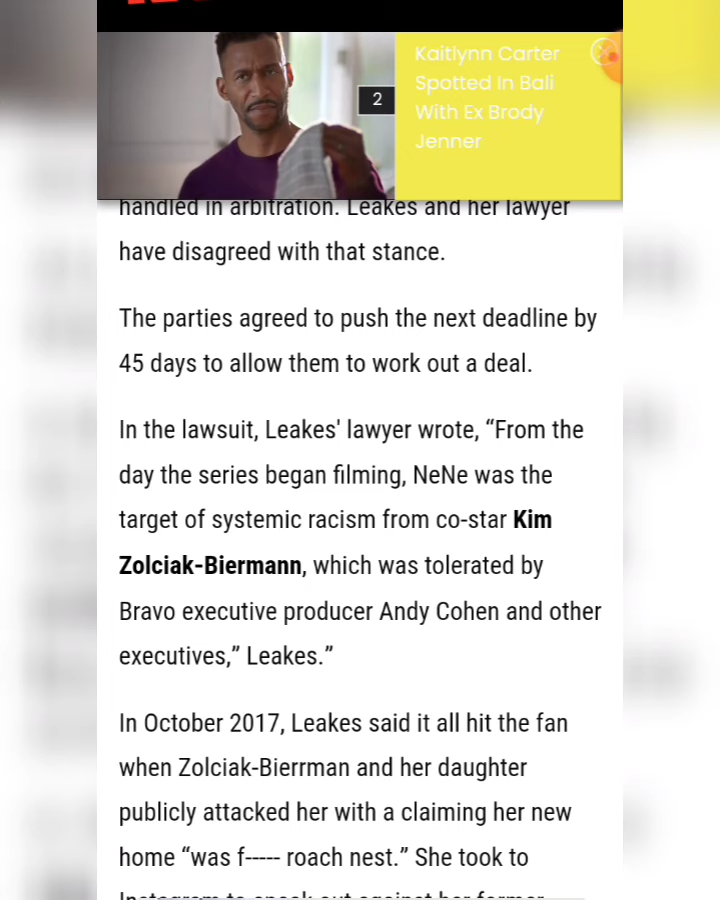 Kaitlynn Carter
Spotted In Bali
With Ex Brody
Jenner
2
handled in arbitration. Leakes and her lawyer
have disagreed with that stance.
The parties agreed to push the next deadline by
45 days to allow them to work out a deal.
In the lawsuit, Leakes' lawyer wrote, “From the
day the series began filming, NeNe was the
target of systemic racism from co-star Kim
Zolciak-Biermann, which was tolerated by
Bravo executive producer Andy Cohen and other
executives,” Leakes.”
In October 2017, Leakes said it all hit the fan
when Zolciak-Bierrman and her daughter
publicly attacked her with a claiming her new
home “was f----- roach nest.” She took to